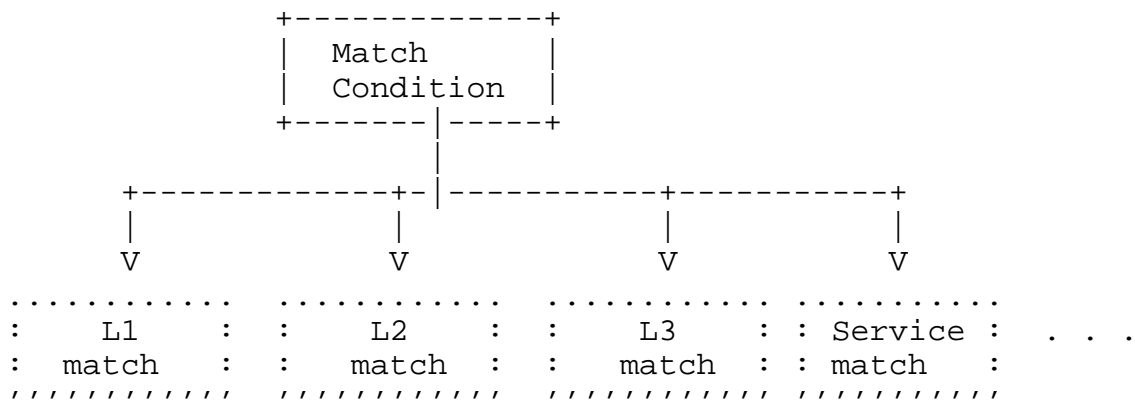 Match
Condition
L1 L2 L3 Service . . .
match match match match